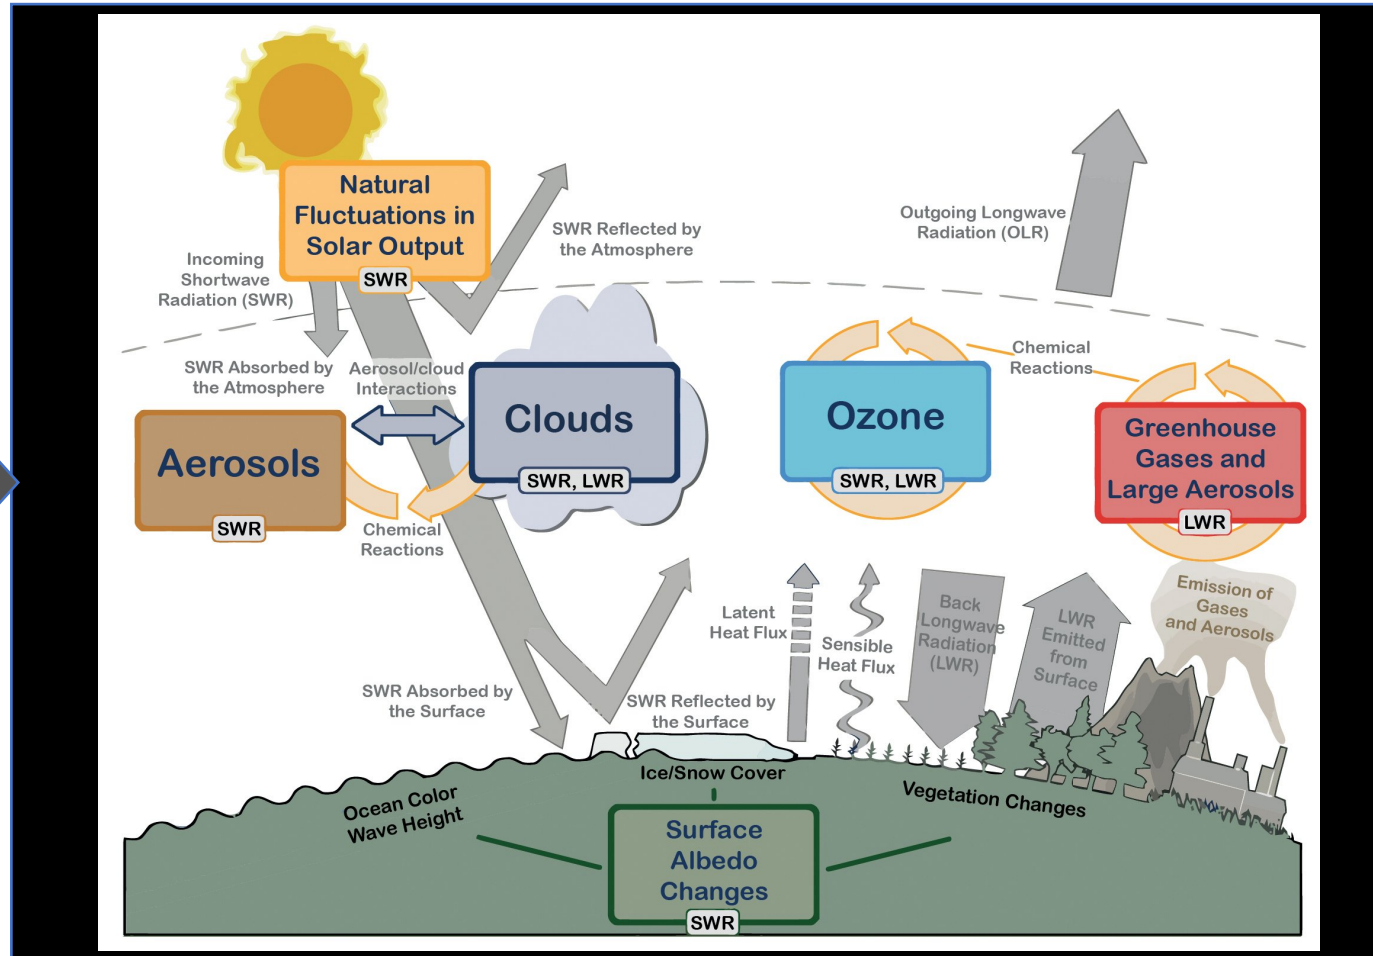 Natural
Fluctuations in
Solar Output
SWR
Incoming
Shortwave
Radiation (SWR)
SWR Reflected by
the Atmosphere
Outgoing Longwave
Radiation (OLR)
SWR Absorbed by
the Atmosphere
Aerosol/cloud
Interactions
Chemical
Reactions
Aerosols
SWR
Clouds
SWR, LWR
Ozone
SWR, LWR
Greenhouse
Gases and
Large Aerosols
LWR
Chemical
Reactions
Latent
Heat Flux
Sensible
Heat Flux
Back
Longwave
Radiation
(LWR)
LWR
Emitted
from
Surface
Emission of
Gases
and Aerosols
SWR Absorbed by
the Surface
SWR Reflected by
the Surface
Ice/Snow Cover
Ocean Color
Wave Height
Vegetation Changes
Surface
Albedo
Changes
SWR